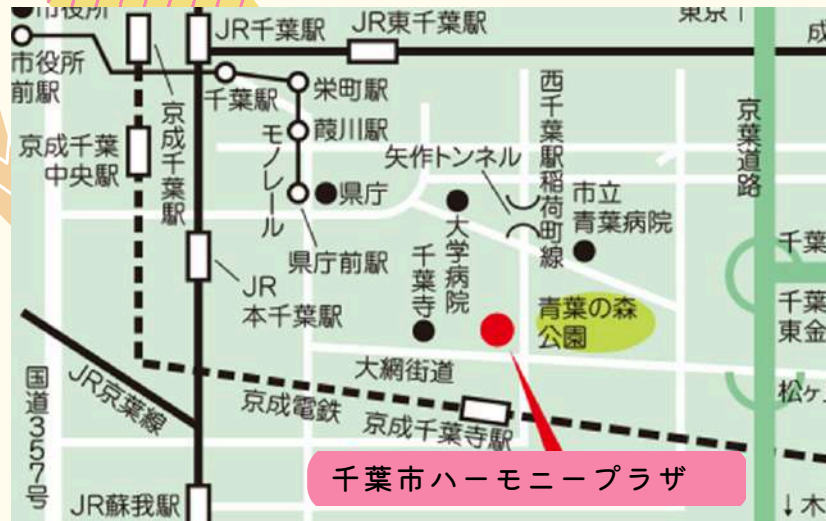 市役所
JR千葉駅
JR東千葉駅
東京↑
成
市役所
前駅
千葉駅
栄町駅
葭川駅
モノレール
京成千葉駅
京成千葉
中央駅
県庁
県庁前駅
矢作トンネル
西千葉駅稲荷町線
京葉道路
市立
青葉病院
大学病院
千葉寺
JR
本千葉駅
青葉の森
公園
千葉
千葉
東金
大網街道
松ヶ丘
国道357号
JR京葉線
京成電鉄
京成千葉寺駅
千葉市ハーモニープラザ
JR蘇我駅
↓木